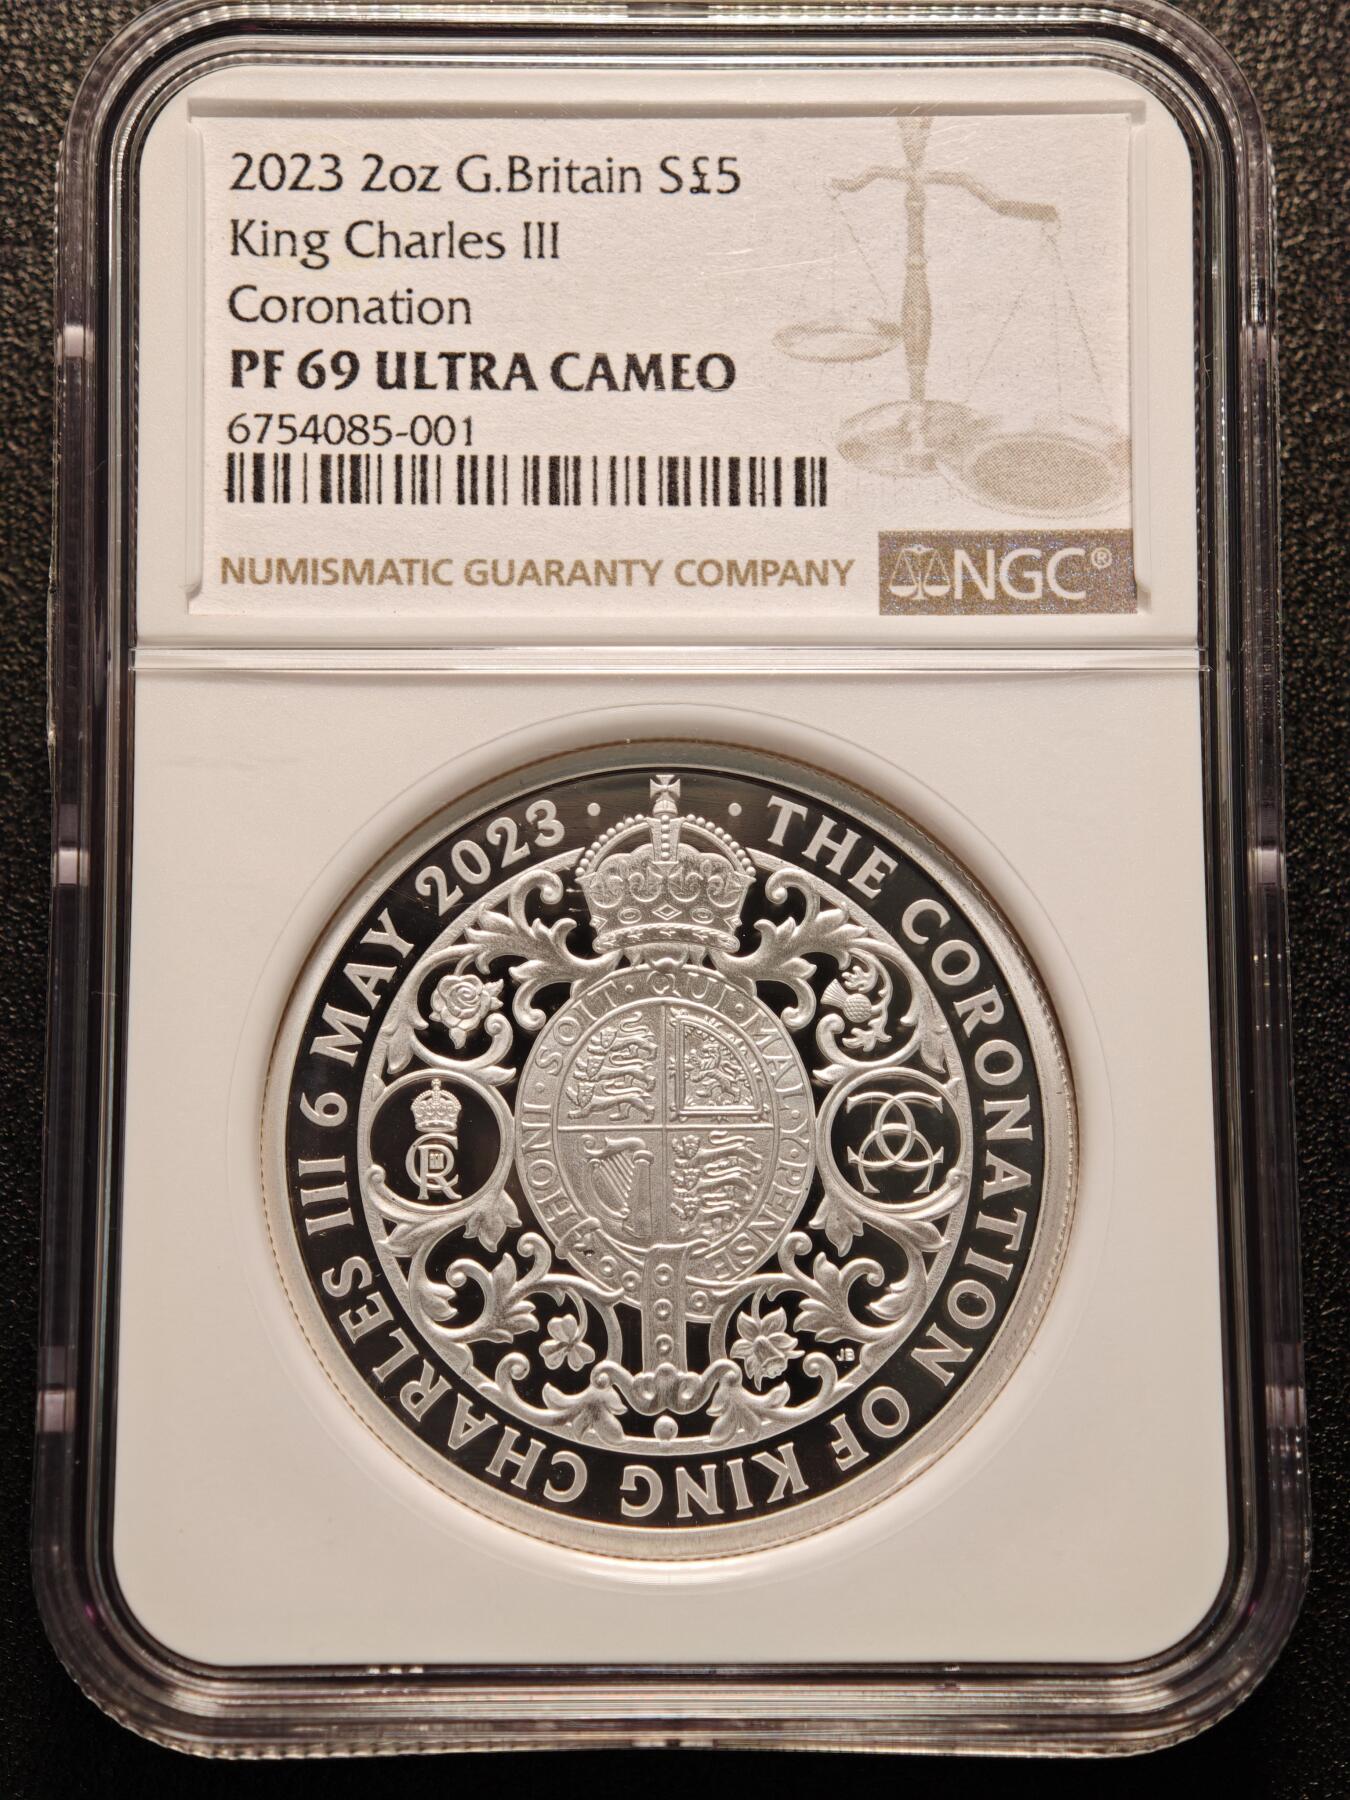 2023 2oz G.Britain S£5
King Charles III
Coronation
PF 69 ULTRA CAMEO
6754085-001
NUMISMATIC GUARANTY COMPANY
NGC®
· THE CORONATION OF KING CHARLES III 6 MAY 2023 ·
HONI · SOIT · QUI · MAL · Y · PENSE
CR III
JB